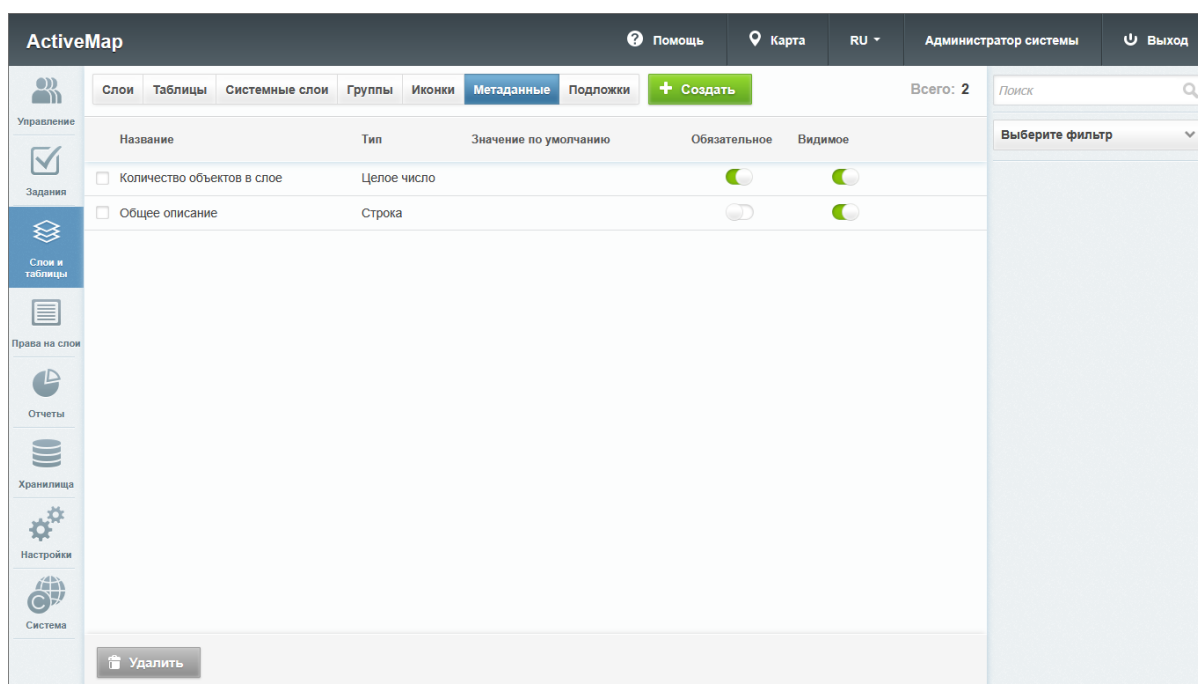 ActiveMap
Помощь
Карта
RU
Администратор системы
Выход
Управление
Задания
Слои и
таблицы
Права на слои
Отчеты
Хранилища
Настройки
Система
Слои Таблицы Системные слои Группы Иконки Метаданные Подложки + Создать Всего: 2
Название Тип Значение по умолчанию Обязательное Видимое
Количество объектов в слое Целое число
Общее описание Строка
Удалить
Поиск
Выберите фильтр